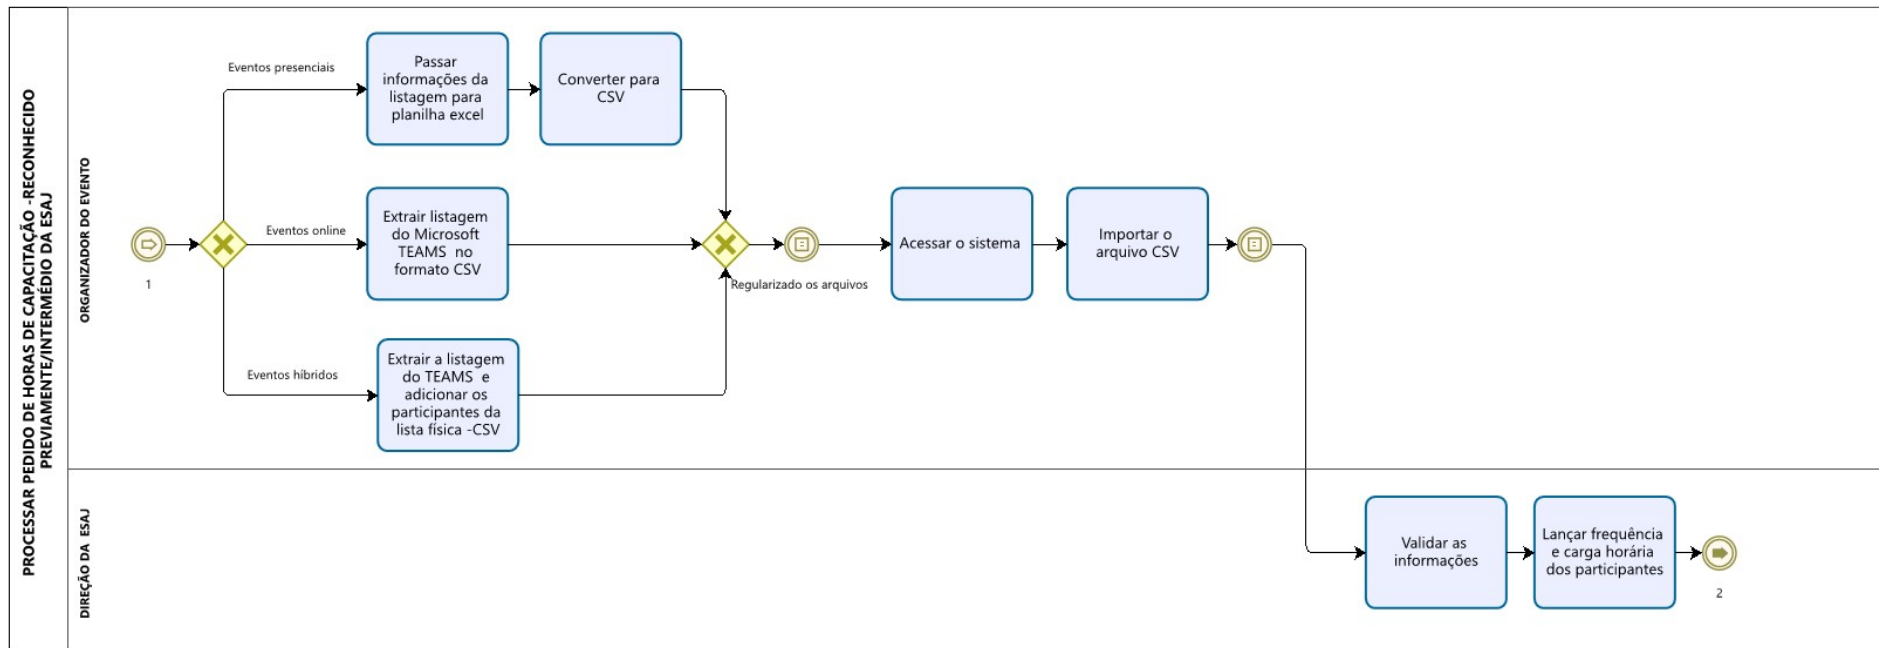 PROCESSAR PEDIDO DE HORAS DE CAPACITAÇÃO -RECONHECIDO
PREVIAMENTE/INTERMÉDIO DA ESAJ
ORGANIZADOR DO EVENTO
1
Eventos presenciais
Passar
informações da
listagem para
planilha excel
Converter para
CSV
Eventos online
Extrair listagem
do Microsoft
TEAMS no
formato CSV
Eventos híbridos
Extrair a listagem
do TEAMS e
adicionar os
participantes da
lista física -CSV
Regularizado os arquivos
Acessar o sistema
Importar o
arquivo CSV
DIREÇÃO DA ESAJ
Validar as
informações
Lançar frequência
e carga horária
dos participantes
2